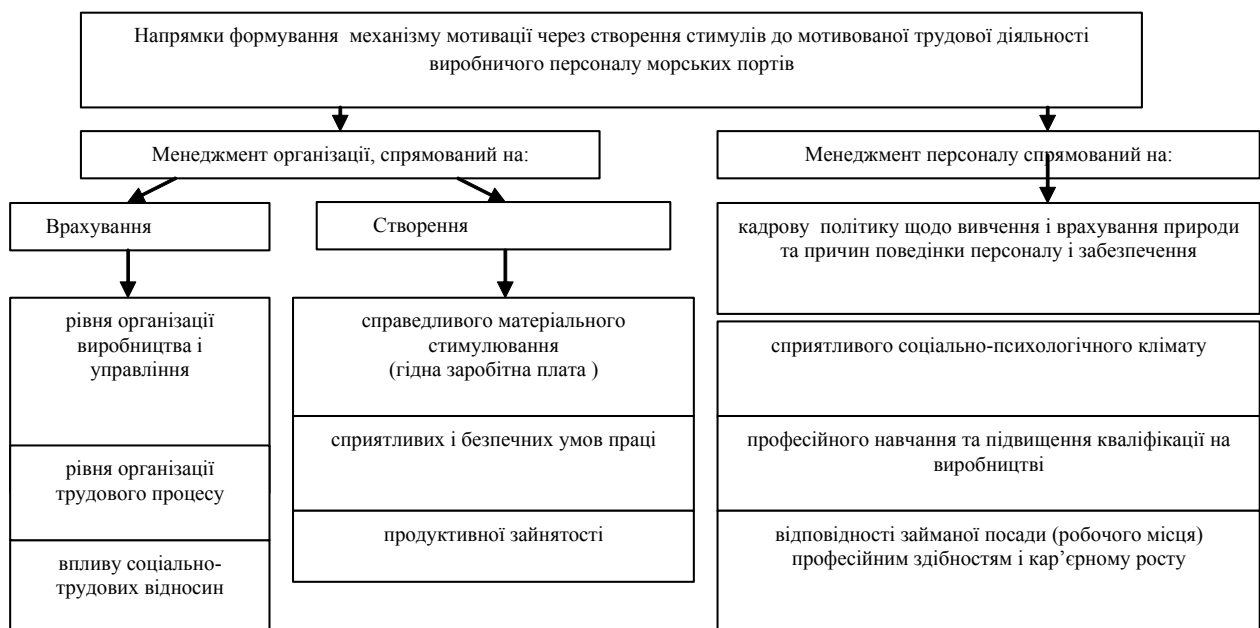 Напрямки формування механізму мотивації через створення стимулів до мотивованої трудової діяльності
виробничого персоналу морських портів
Менеджмент організації, спрямований на:
Менеджмент персоналу спрямований на:
Врахування
Створення
кадрову політику щодо вивчення і врахування природи
та причин поведінки персоналу і забезпечення
рівня організації
виробництва і
управління
рівня організації
трудового процесу
впливу соціально-
трудових відносин
справедливого матеріального
стимулювання
(гідна заробітна плата )
сприятливих і безпечних умов праці
продуктивної зайнятості
сприятливого соціально-психологічного клімату
професійного навчання та підвищення кваліфікації на
виробництві
відповідності займаної посади (робочого місця)
професійним здібностям і кар’єрному росту